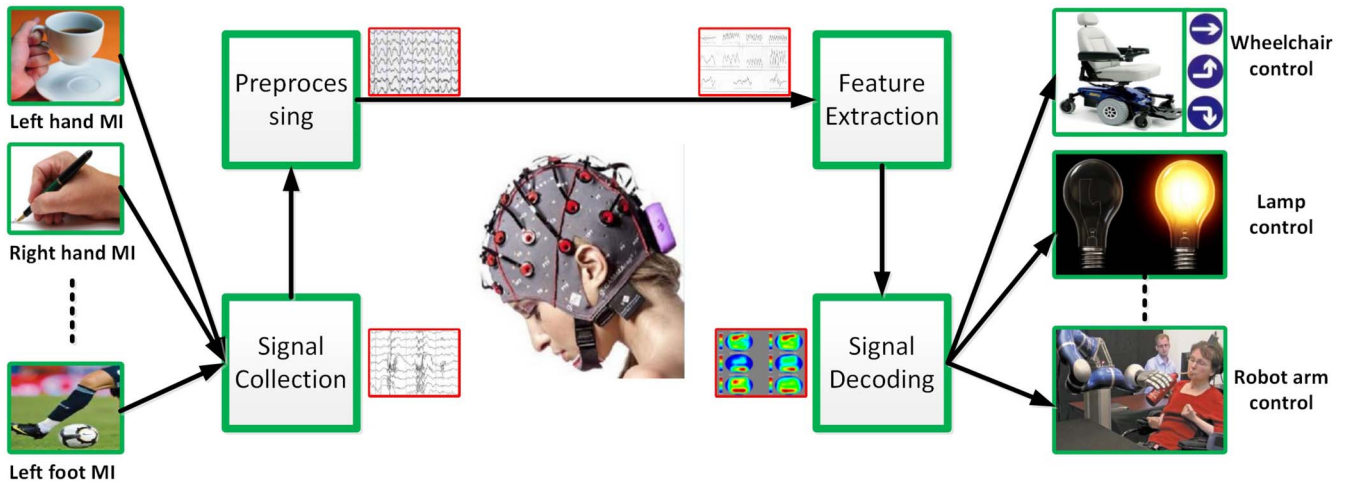 Left hand MI
Right hand MI
Left foot MI
Preproces
sing
Signal
Collection
Feature
Extraction
Signal
Decoding
Wheelchair
control
Lamp
control
Robot arm
control